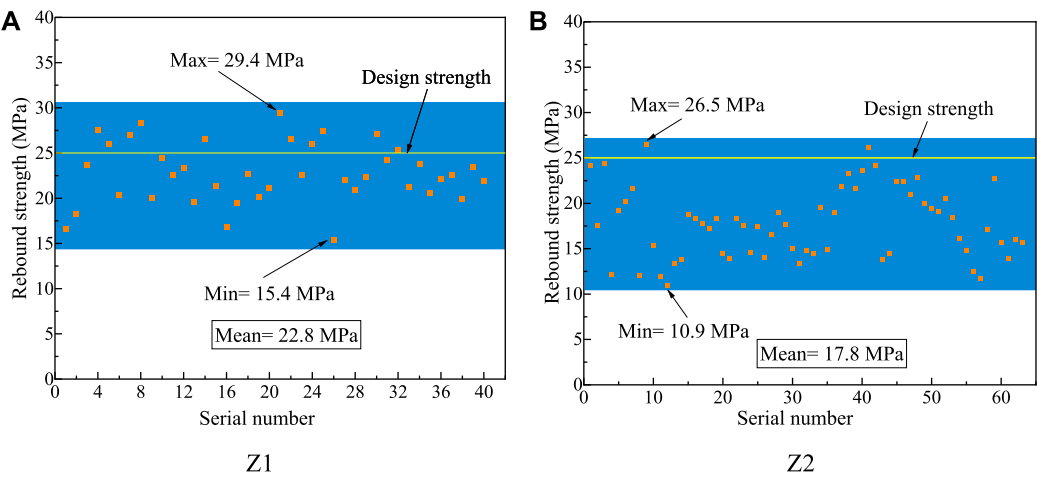 A
Rebound strength (MPa)
40
35
30
25
20
15
10
5
0
Max= 29.4 MPa
Design strength
Min= 15.4 MPa
Mean= 22.8 MPa
0 4 8 12 16 20 24 28 32 36 40
Serial number
Z1
B
Rebound strength (MPa)
40
35
30
25
20
15
10
5
0
Max= 26.5 MPa
Design strength
Min= 10.9 MPa
Mean= 17.8 MPa
0 10 20 30 40 50 60
Serial number
Z2